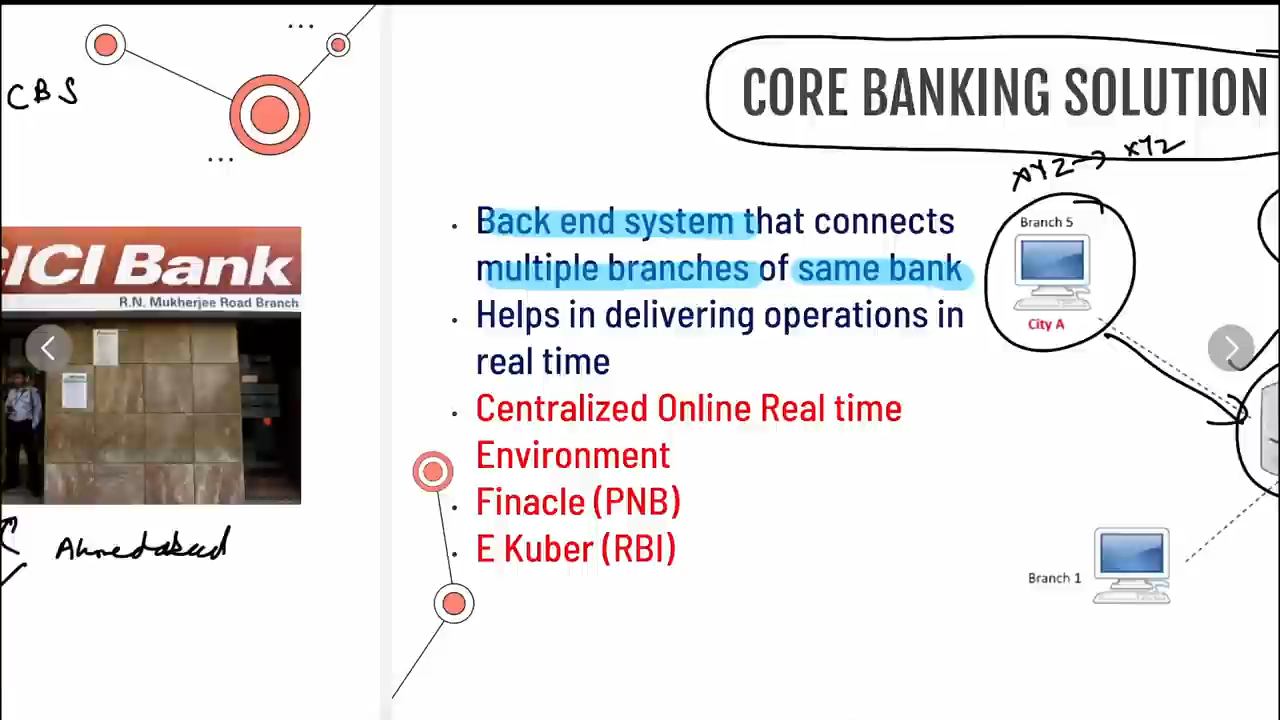 CBS
CORE BANKING SOLUTION
XYZ → XYZ
Back end system that connects
multiple branches of same bank
Helps in delivering operations in
real time
Centralized Online Real time
Environment
Finacle (PNB)
E Kuber (RBI)
Branch 5
City A
Branch 1
ICICI Bank
R.N. Mukherjee Road Branch
Ahmedabad